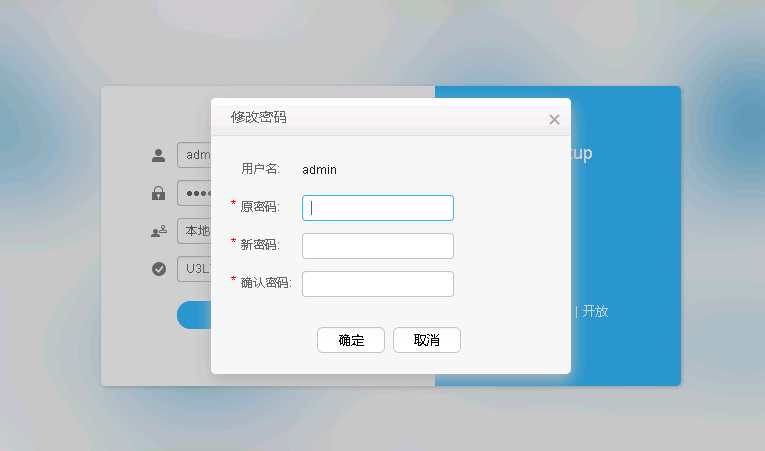 修改密码
用户名: admin
* 原密码:
* 新密码:
* 确认密码:
确定 取消
adm
本地
U3L
tup
| 开放